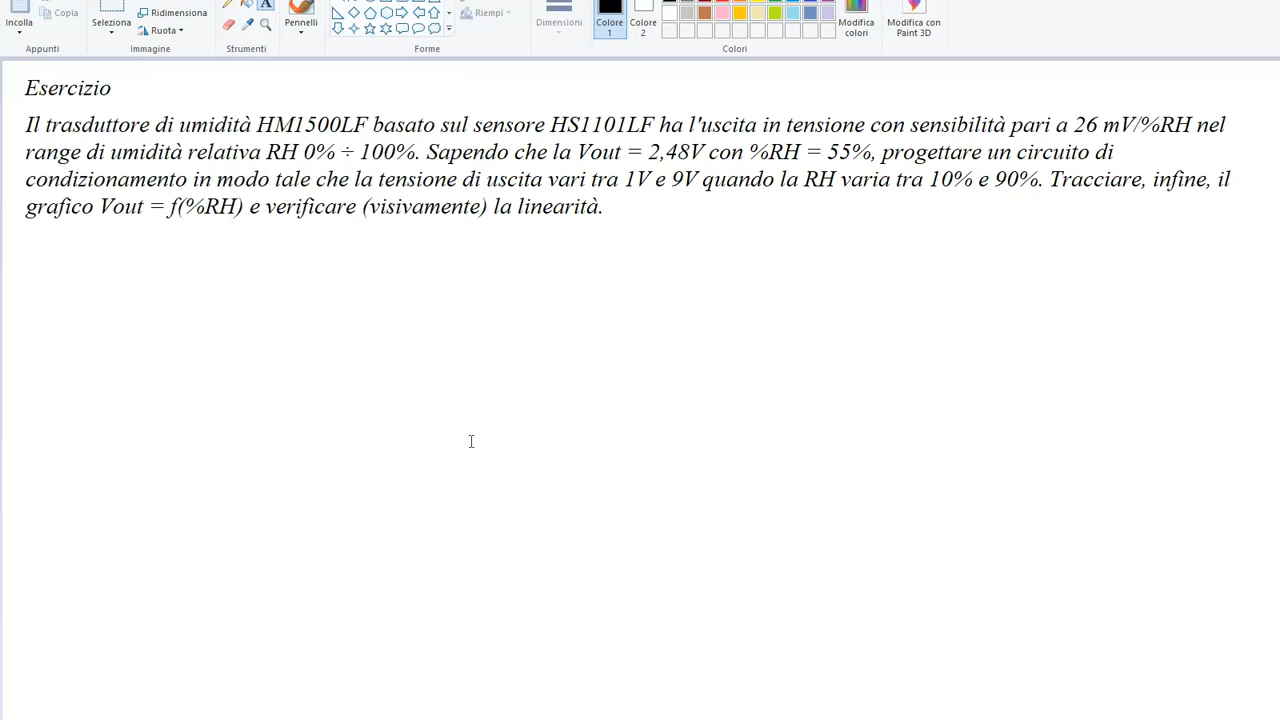 Incolla
Copia
Appunti
Seleziona
Ridimensiona
Ruota
Immagine
A
Strumenti
Pennelli
Riempi
Forme
Dimensioni
Colore
1
Colore
2
Colori
Modifica
colori
Modifica con
Paint 3D
Esercizio
Il trasduttore di umidità HM1500LF basato sul sensore HS1101LF ha l'uscita in tensione con sensibilità pari a 26 mV/%RH nel
range di umidità relativa RH 0% ÷ 100%. Sapendo che la Vout = 2,48V con %RH = 55%, progettare un circuito di
condizionamento in modo tale che la tensione di uscita vari tra 1V e 9V quando la RH varia tra 10% e 90%. Tracciare, infine, il
grafico Vout = f(%RH) e verificare (visivamente) la linearità.